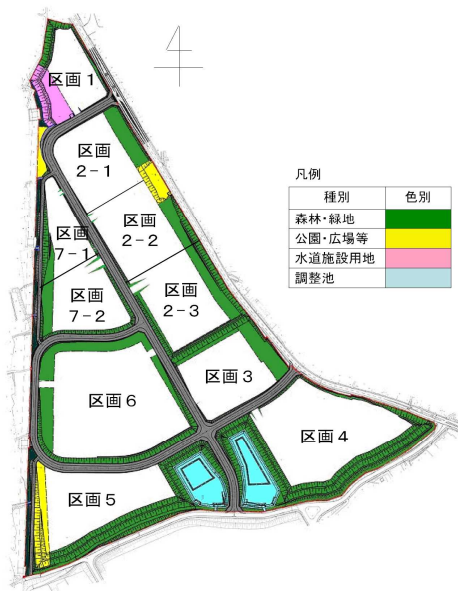 区画1
区画
2-1
凡例
種別 色別
森林・緑地
公園・広場等
水道施設用地
調整池
区画
7-1
区画
2-2
区画
7-2
区画
2-3
区画3
区画6
区画4
区画5